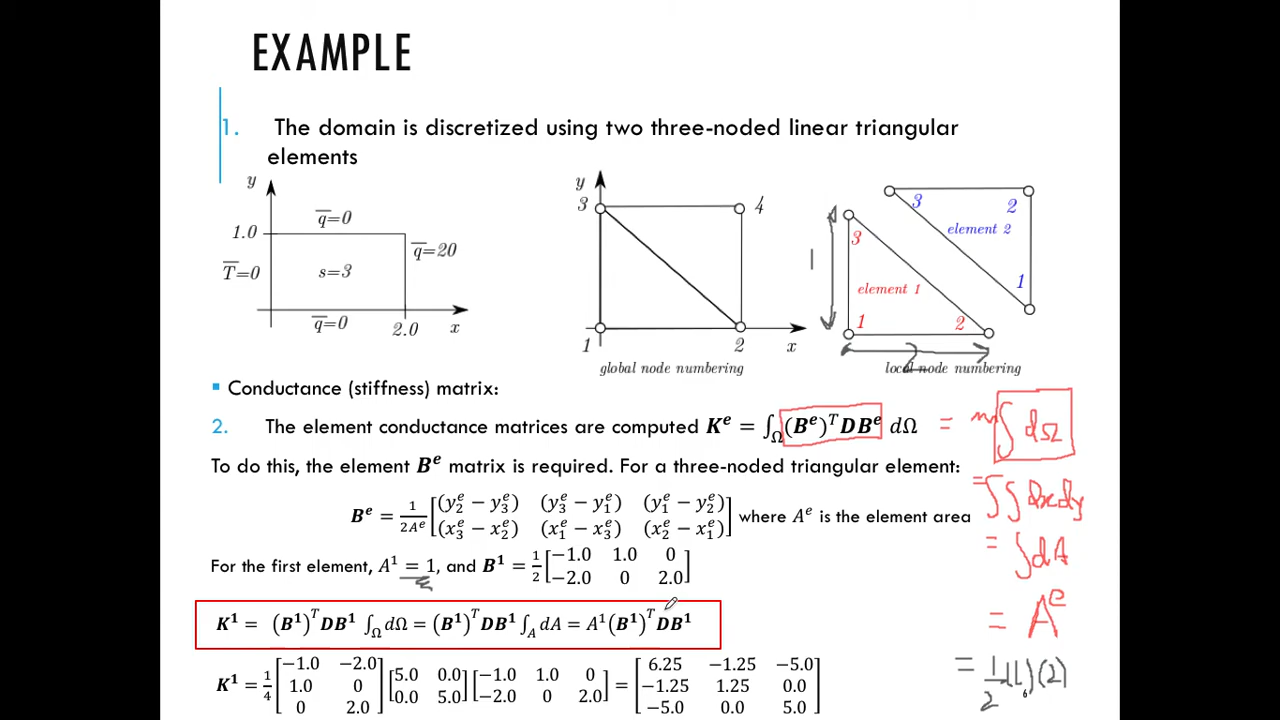 EXAMPLE
1. The domain is discretized using two three-noded linear triangular
elements
y
q̅=0
1.0
q̅=20
T̅=0
s=3
q̅=0
2.0
x
y
3
4
1
2
x
global node numbering
3
2
element 2
1
3
element 1
1
2
1
2
local node numbering
▪ Conductance (stiffness) matrix:
2. The element conductance matrices are computed Kᵉ = ∫_Ω (Bᵉ)ᵀDBᵉ dΩ
= ∫ dΩ
To do this, the element Bᵉ matrix is required. For a three-noded triangular element:
= ∫∫ dxdy
Bᵉ = 1/(2Aᵉ) [(y₂ᵉ − y₃ᵉ) (y₃ᵉ − y₁ᵉ) (y₁ᵉ − y₂ᵉ)
(x₃ᵉ − x₂ᵉ) (x₁ᵉ − x₃ᵉ) (x₂ᵉ − x₁ᵉ)] where Aᵉ is the element area
= ∫ dA
For the first element, A¹ = 1, and B¹ = 1/2 [−1.0 1.0 0
−2.0 0 2.0]
= Aᵉ
K¹ = (B¹)ᵀDB¹ ∫_Ω dΩ = (B¹)ᵀDB¹ ∫_A dA = A¹(B¹)ᵀDB¹
= 1/2 (1)(2)
K¹ = 1/4 [−1.0 −2.0
1.0 0
0 2.0] [5.0 0.0
0.0 5.0] [−1.0 1.0 0
−2.0 0 2.0] = [6.25 −1.25 −5.0
−1.25 1.25 0.0
−5.0 0.0 5.0]